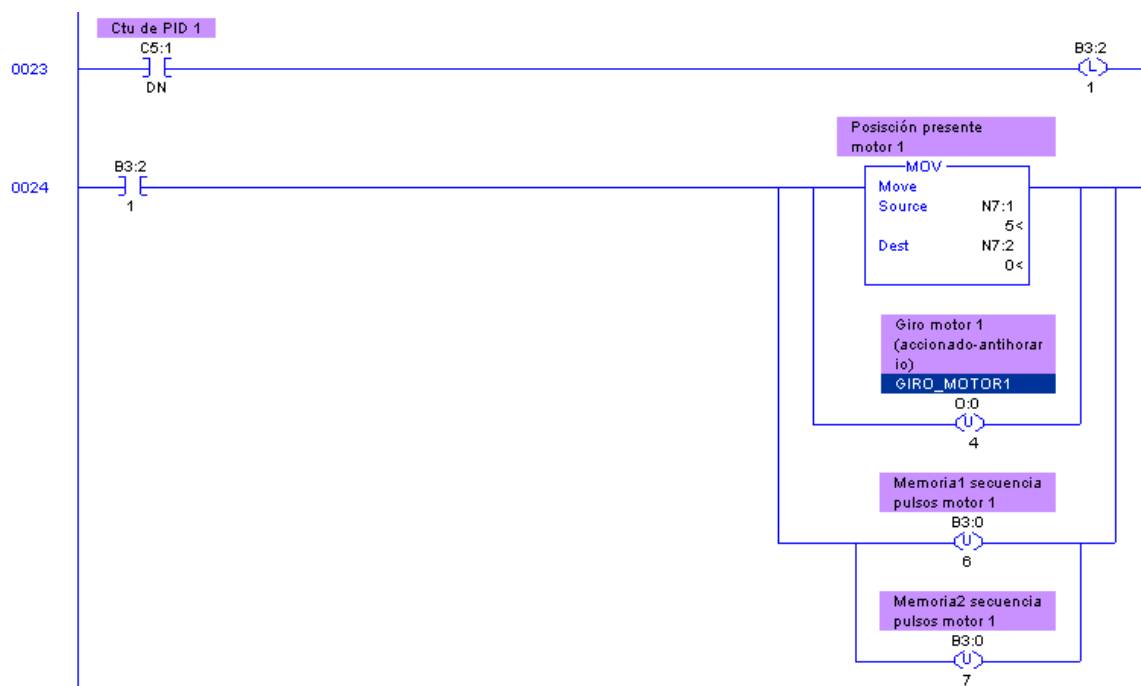 Ctu de PID 1
C5:1
DN
0023
B3:2
L
1
0024
B3:2
1
Posisción presente
motor 1
MOV
Move
Source N7:1
5<
Dest N7:2
0<
Giro motor 1
(accionado-antihorar
io)
GIRO_MOTOR1
O:0
U
4
Memoria1 secuencia
pulsos motor 1
B3:0
U
6
Memoria2 secuencia
pulsos motor 1
B3:0
U
7